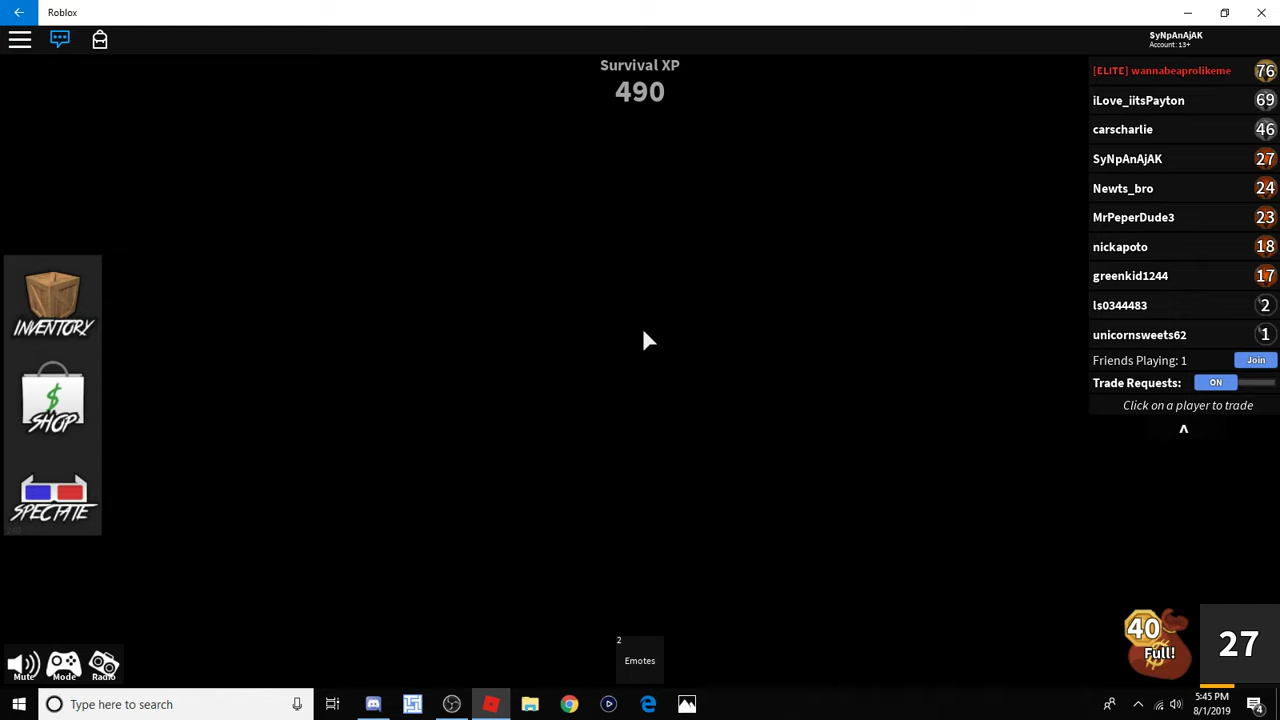 Roblox
SyNpAnAjAK
Account: 13+
Survival XP
490
[ELITE] wannabeaprolikeme 76
iLove_iitsPayton 69
carscharlie 46
SyNpAnAjAK 27
Newts_bro 24
MrPeperDude3 23
nickapoto 18
greenkid1244 17
ls0344483 2
unicornsweets62 1
Friends Playing: 1 Join
Trade Requests: ON
Click on a player to trade
^
INVENTORY
$
SHOP
SPECTATE
Mute Mode Radio
2
Emotes
40
Full!
27
Type here to search
5:45 PM
8/1/2019
4